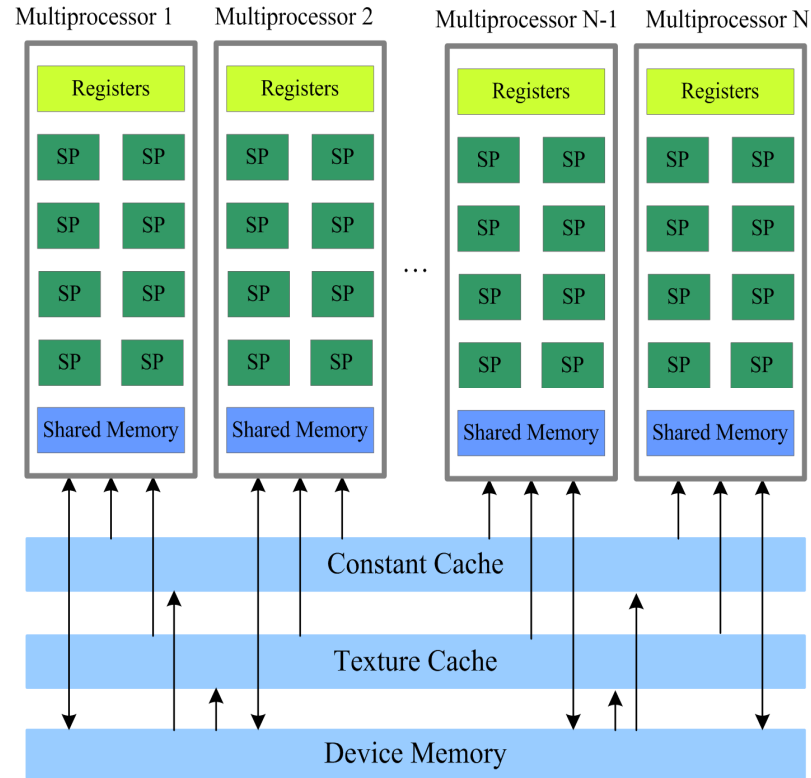 Multiprocessor 1 Multiprocessor 2 Multiprocessor N-1 Multiprocessor N
Registers Registers Registers Registers
SP SP SP SP SP SP SP SP
SP SP SP SP SP SP SP SP
...
SP SP SP SP SP SP SP SP
SP SP SP SP SP SP SP SP
Shared Memory Shared Memory Shared Memory Shared Memory
Constant Cache
Texture Cache
Device Memory